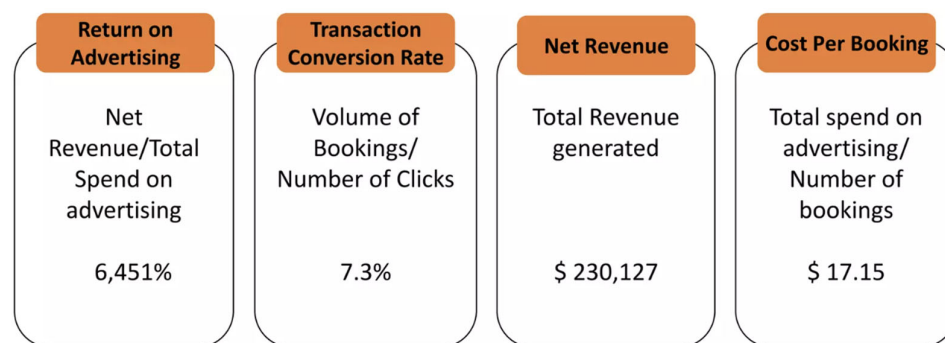 Return on
Advertising
Net
Revenue/Total
Spend on
advertising
6,451%
Transaction
Conversion Rate
Volume of
Bookings/
Number of Clicks
7.3%
Net Revenue
Total Revenue
generated
$ 230,127
Cost Per Booking
Total spend on
advertising/
Number of
bookings
$ 17.15